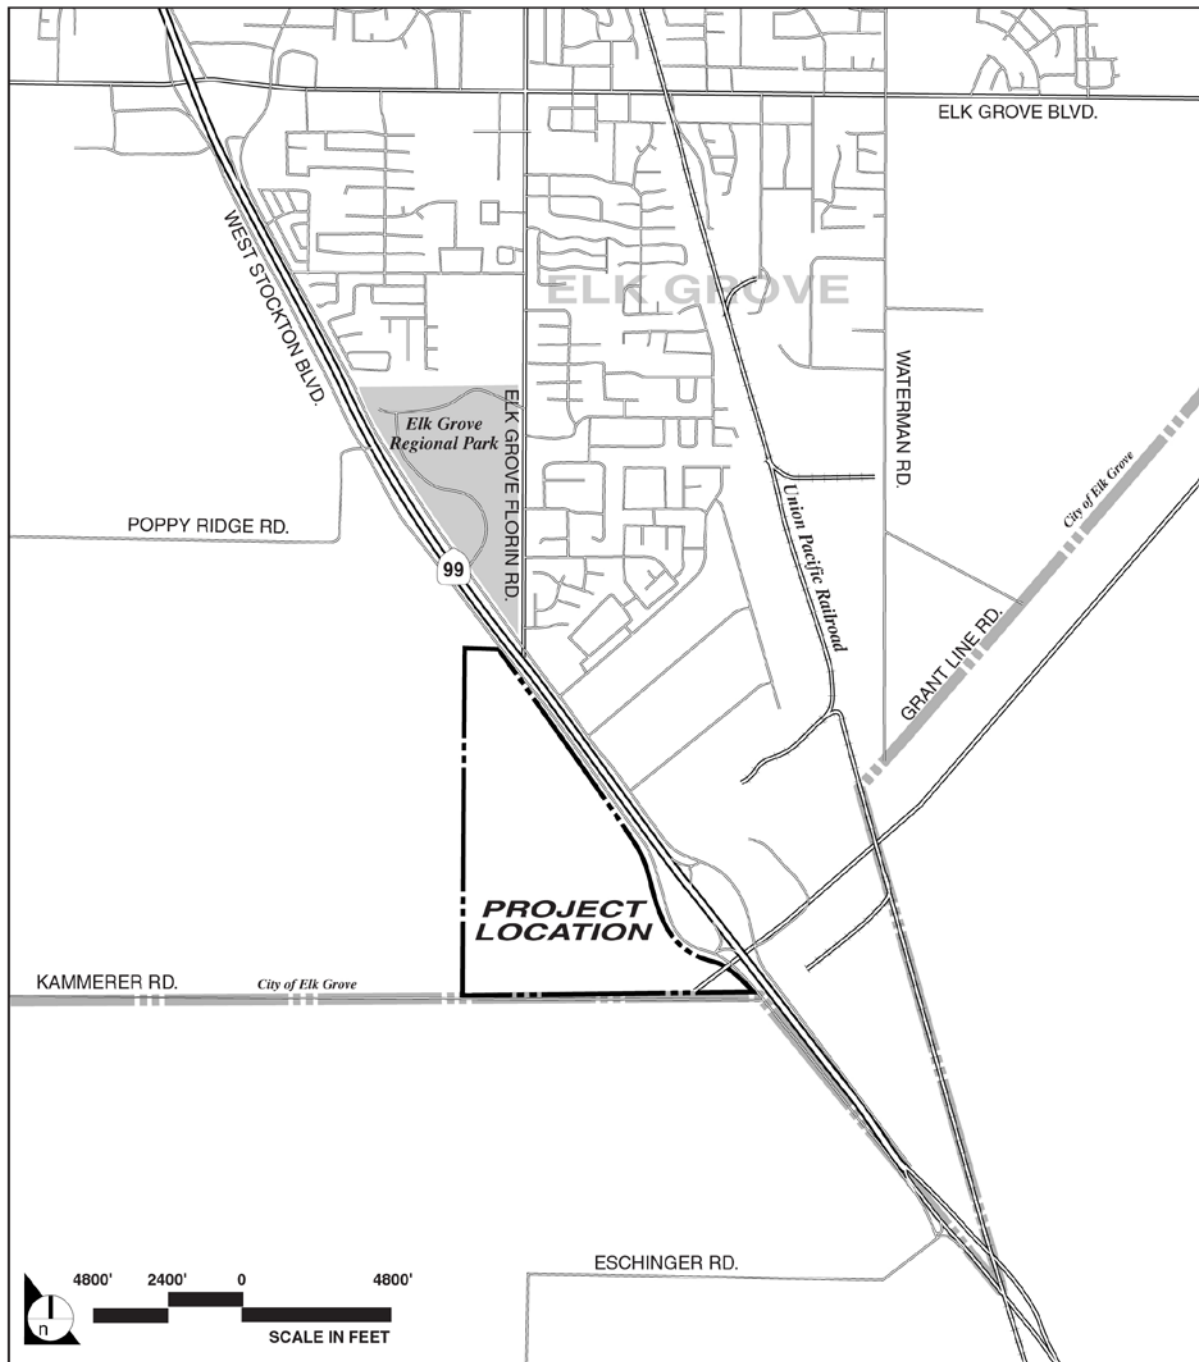 ELK GROVE BLVD.
WEST STOCKTON BLVD.
ELK GROVE
WATERMAN RD.
ELK GROVE FLORIN RD.
Elk Grove
Regional Park
City of Elk Grove
POPPY RIDGE RD.
Union Pacific Railroad
99
GRANT LINE RD.
PROJECT
LOCATION
KAMMERER RD.
City of Elk Grove
ESCHINGER RD.
4800' 2400' 0 4800'
n
SCALE IN FEET